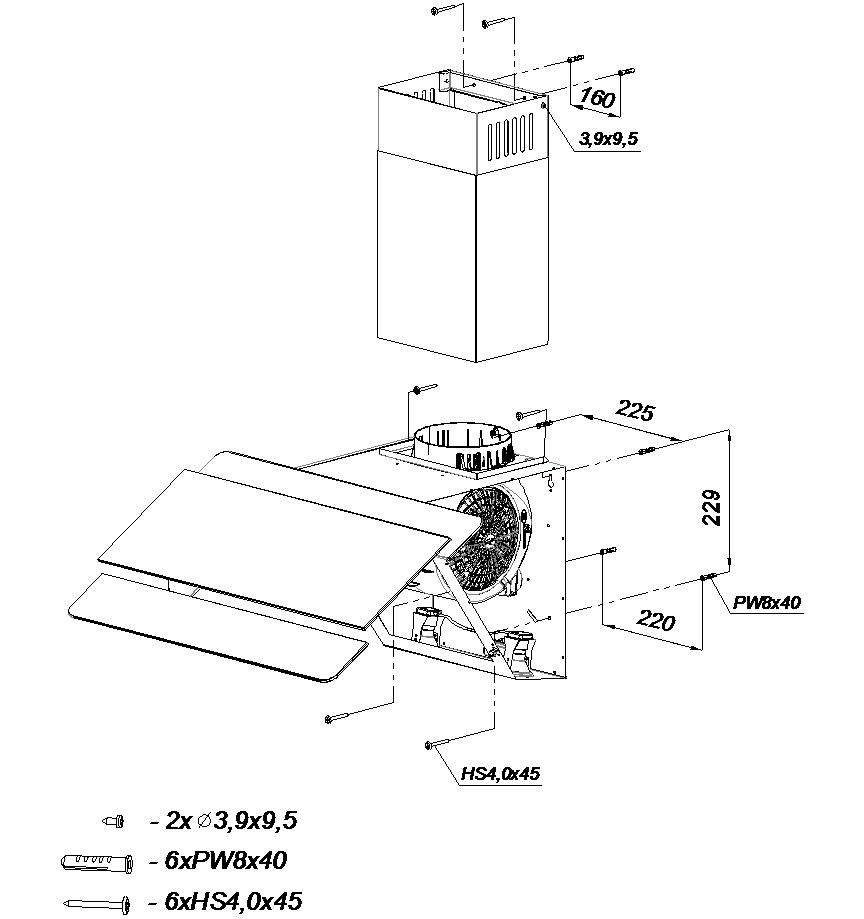 160
3,9x9,5
225
229
PW8x40
220
HS4,0x45
- 2x∅3,9x9,5
- 6xPW8x40
- 6xHS4,0x45